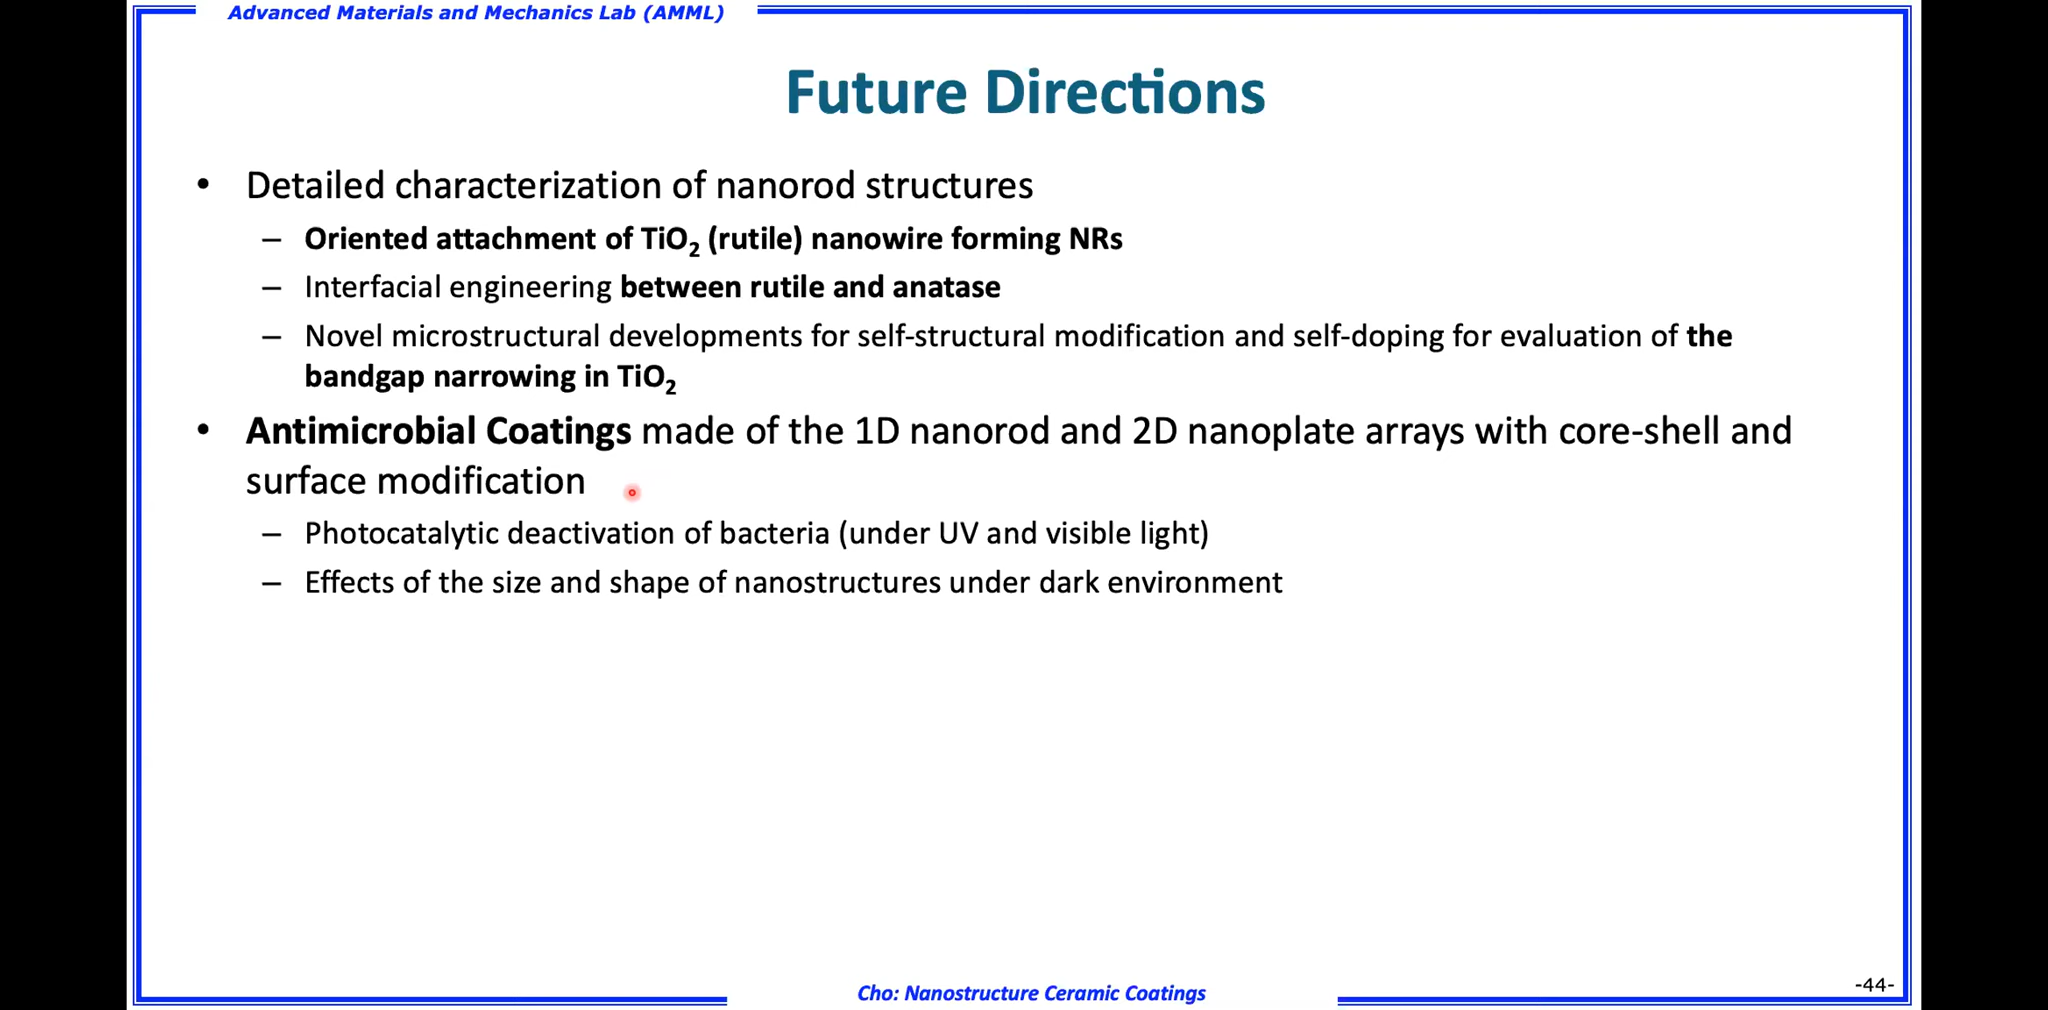 Advanced Materials and Mechanics Lab (AMML)
Future Directions
• Detailed characterization of nanorod structures
– Oriented attachment of TiO₂ (rutile) nanowire forming NRs
– Interfacial engineering between rutile and anatase
– Novel microstructural developments for self-structural modification and self-doping for evaluation of the
bandgap narrowing in TiO₂
• Antimicrobial Coatings made of the 1D nanorod and 2D nanoplate arrays with core-shell and
surface modification
– Photocatalytic deactivation of bacteria (under UV and visible light)
– Effects of the size and shape of nanostructures under dark environment
Cho: Nanostructure Ceramic Coatings
-44-